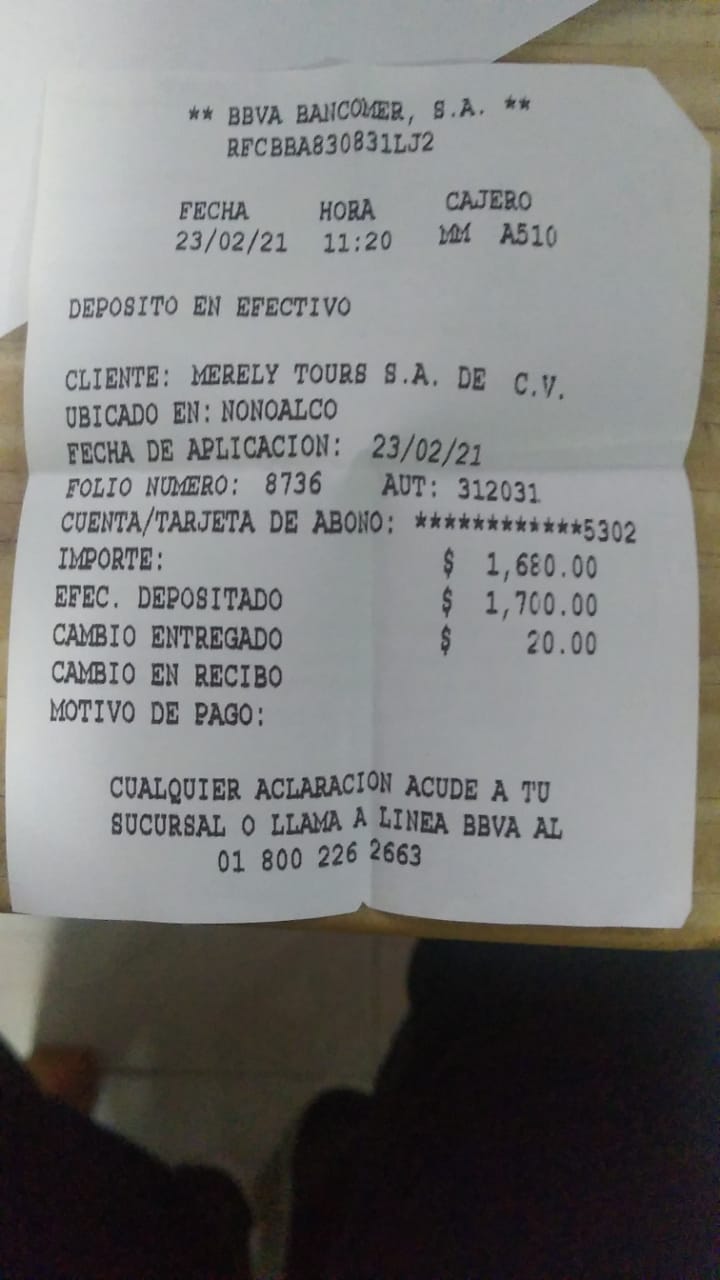 ** BBVA BANCOMER, S.A. **
RFCBBA830831LJ2
FECHA HORA CAJERO
23/02/21 11:20 MM A510
DEPOSITO EN EFECTIVO
CLIENTE: MERELY TOURS S.A. DE C.V.
UBICADO EN: NONOALCO
FECHA DE APLICACION: 23/02/21
FOLIO NUMERO: 8736 AUT: 312031
CUENTA/TARJETA DE ABONO: ************5302
IMPORTE: $ 1,680.00
EFEC. DEPOSITADO $ 1,700.00
CAMBIO ENTREGADO $ 20.00
CAMBIO EN RECIBO
MOTIVO DE PAGO:
CUALQUIER ACLARACION ACUDE A TU
SUCURSAL O LLAMA A LINEA BBVA AL
01 800 226 2663